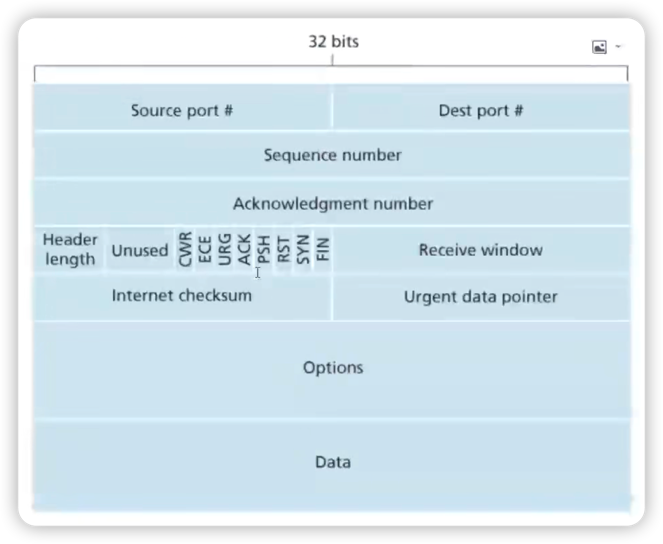 32 bits
Source port #
Dest port #
Sequence number
Acknowledgment number
Header
length
Unused
CWR
ECE
URG
ACK
PSH
RST
SYN
FIN
Receive window
Internet checksum
Urgent data pointer
Options
Data